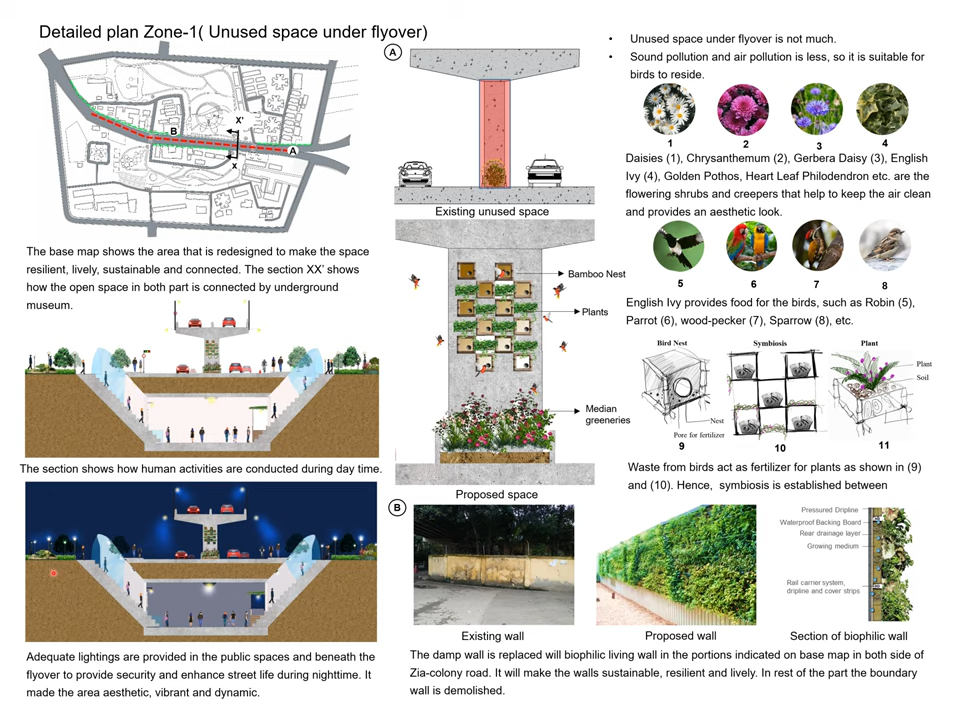 Detailed plan Zone-1( Unused space under flyover)
X'
B
A
x
The base map shows the area that is redesigned to make the space
resilient, lively, sustainable and connected. The section XX' shows
how the open space in both part is connected by underground
museum.
The section shows how human activities are conducted during day time.
Adequate lightings are provided in the public spaces and beneath the
flyover to provide security and enhance street life during nighttime. It
made the area aesthetic, vibrant and dynamic.
A
Existing unused space
Bamboo Nest
Plants
Median
greeneries
Proposed space
• Unused space under flyover is not much.
• Sound pollution and air pollution is less, so it is suitable for
birds to reside.
1 2 3 4
Daisies (1), Chrysanthemum (2), Gerbera Daisy (3), English
Ivy (4), Golden Pothos, Heart Leaf Philodendron etc. are the
flowering shrubs and creepers that help to keep the air clean
and provides an aesthetic look.
5 6 7 8
English Ivy provides food for the birds, such as Robin (5),
Parrot (6), wood-pecker (7), Sparrow (8), etc.
Bird Nest Symbiosis Plant
Plant
Soil
Nest
Pore for fertilizer
9 10 11
Waste from birds act as fertilizer for plants as shown in (9)
and (10). Hence, symbiosis is established between
B
Existing wall
Proposed wall
Pressured Dripline
Waterproof Backing Board
Rear drainage layer
Growing medium
Rail carrier system,
dripline and cover strips
Section of biophilic wall
The damp wall is replaced will biophilic living wall in the portions indicated on base map in both side of
Zia-colony road. It will make the walls sustainable, resilient and lively. In rest of the part the boundary
wall is demolished.